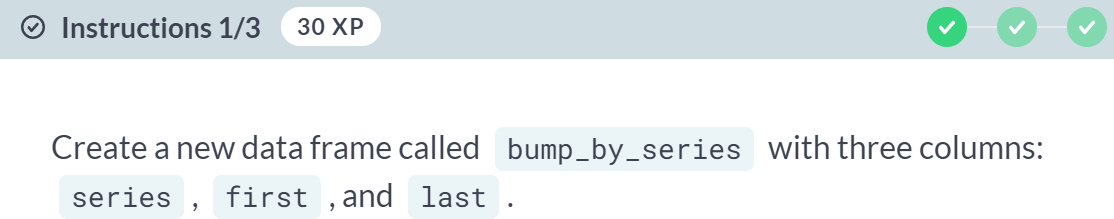 Instructions 1/3 30 XP
Create a new data frame called bump_by_series with three columns:
series , first , and last .